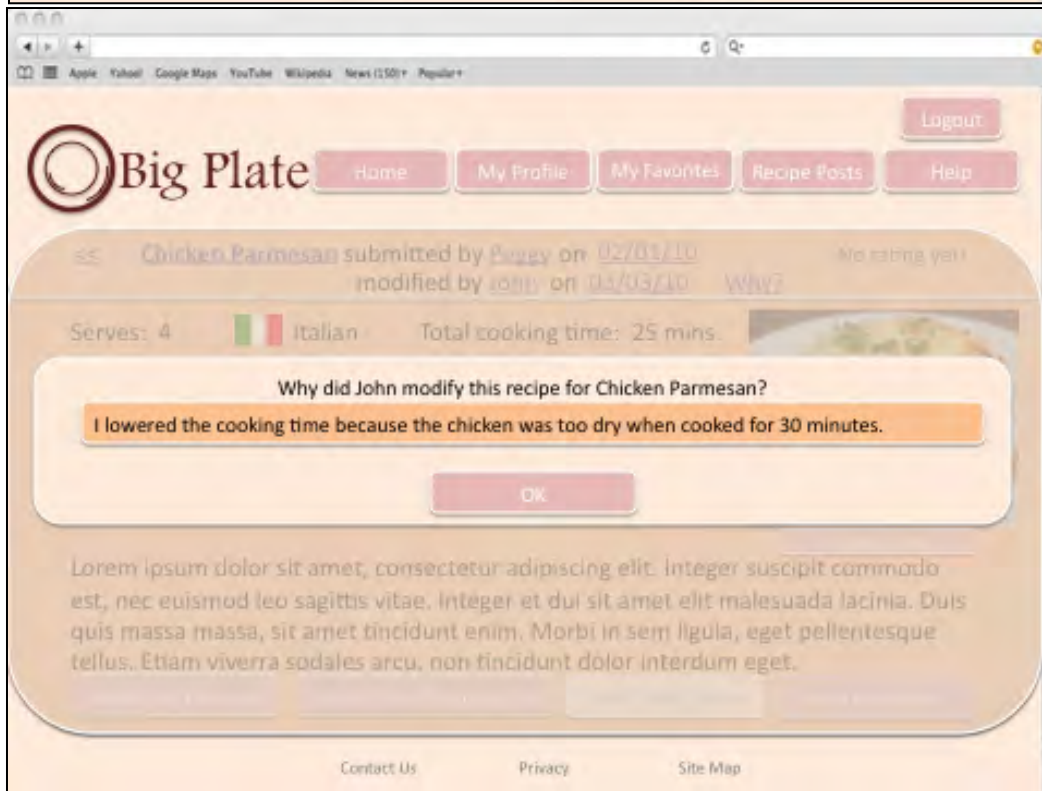 Apple Yahoo! Google Maps YouTube Wikipedia News (150) Popular
Logout
Big Plate
Home My Profile My Favorites Recipe Posts Help
<< Chicken Parmesan submitted by Peggy on 02/01/10 No rating yet!
modified by John on 03/03/10 Why?
Serves: 4 Italian Total cooking time: 25 mins.
Why did John modify this recipe for Chicken Parmesan?
I lowered the cooking time because the chicken was too dry when cooked for 30 minutes.
OK
Lorem ipsum dolor sit amet, consectetur adipiscing elit. Integer suscipit commodo
est, nec euismod leo sagittis vitae. Integer et dui sit amet elit malesuada lacinia. Duis
quis massa massa, sit amet tincidunt enim. Morbi in sem ligula, eget pellentesque
tellus. Etiam viverra sodales arcu, non tincidunt dolor interdum eget.
Contact Us Privacy Site Map